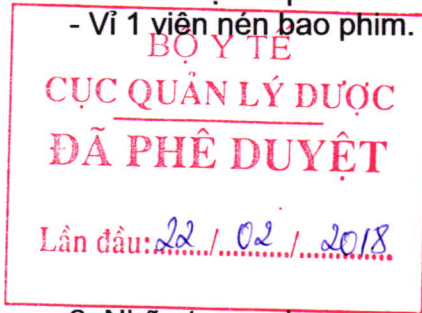 - Vỉ 1 viên nén bao phim.
BỘ Y TẾ
CỤC QUẢN LÝ DƯỢC
ĐÃ PHÊ DUYỆT
Lần đầu: 22 / 02 / 2018